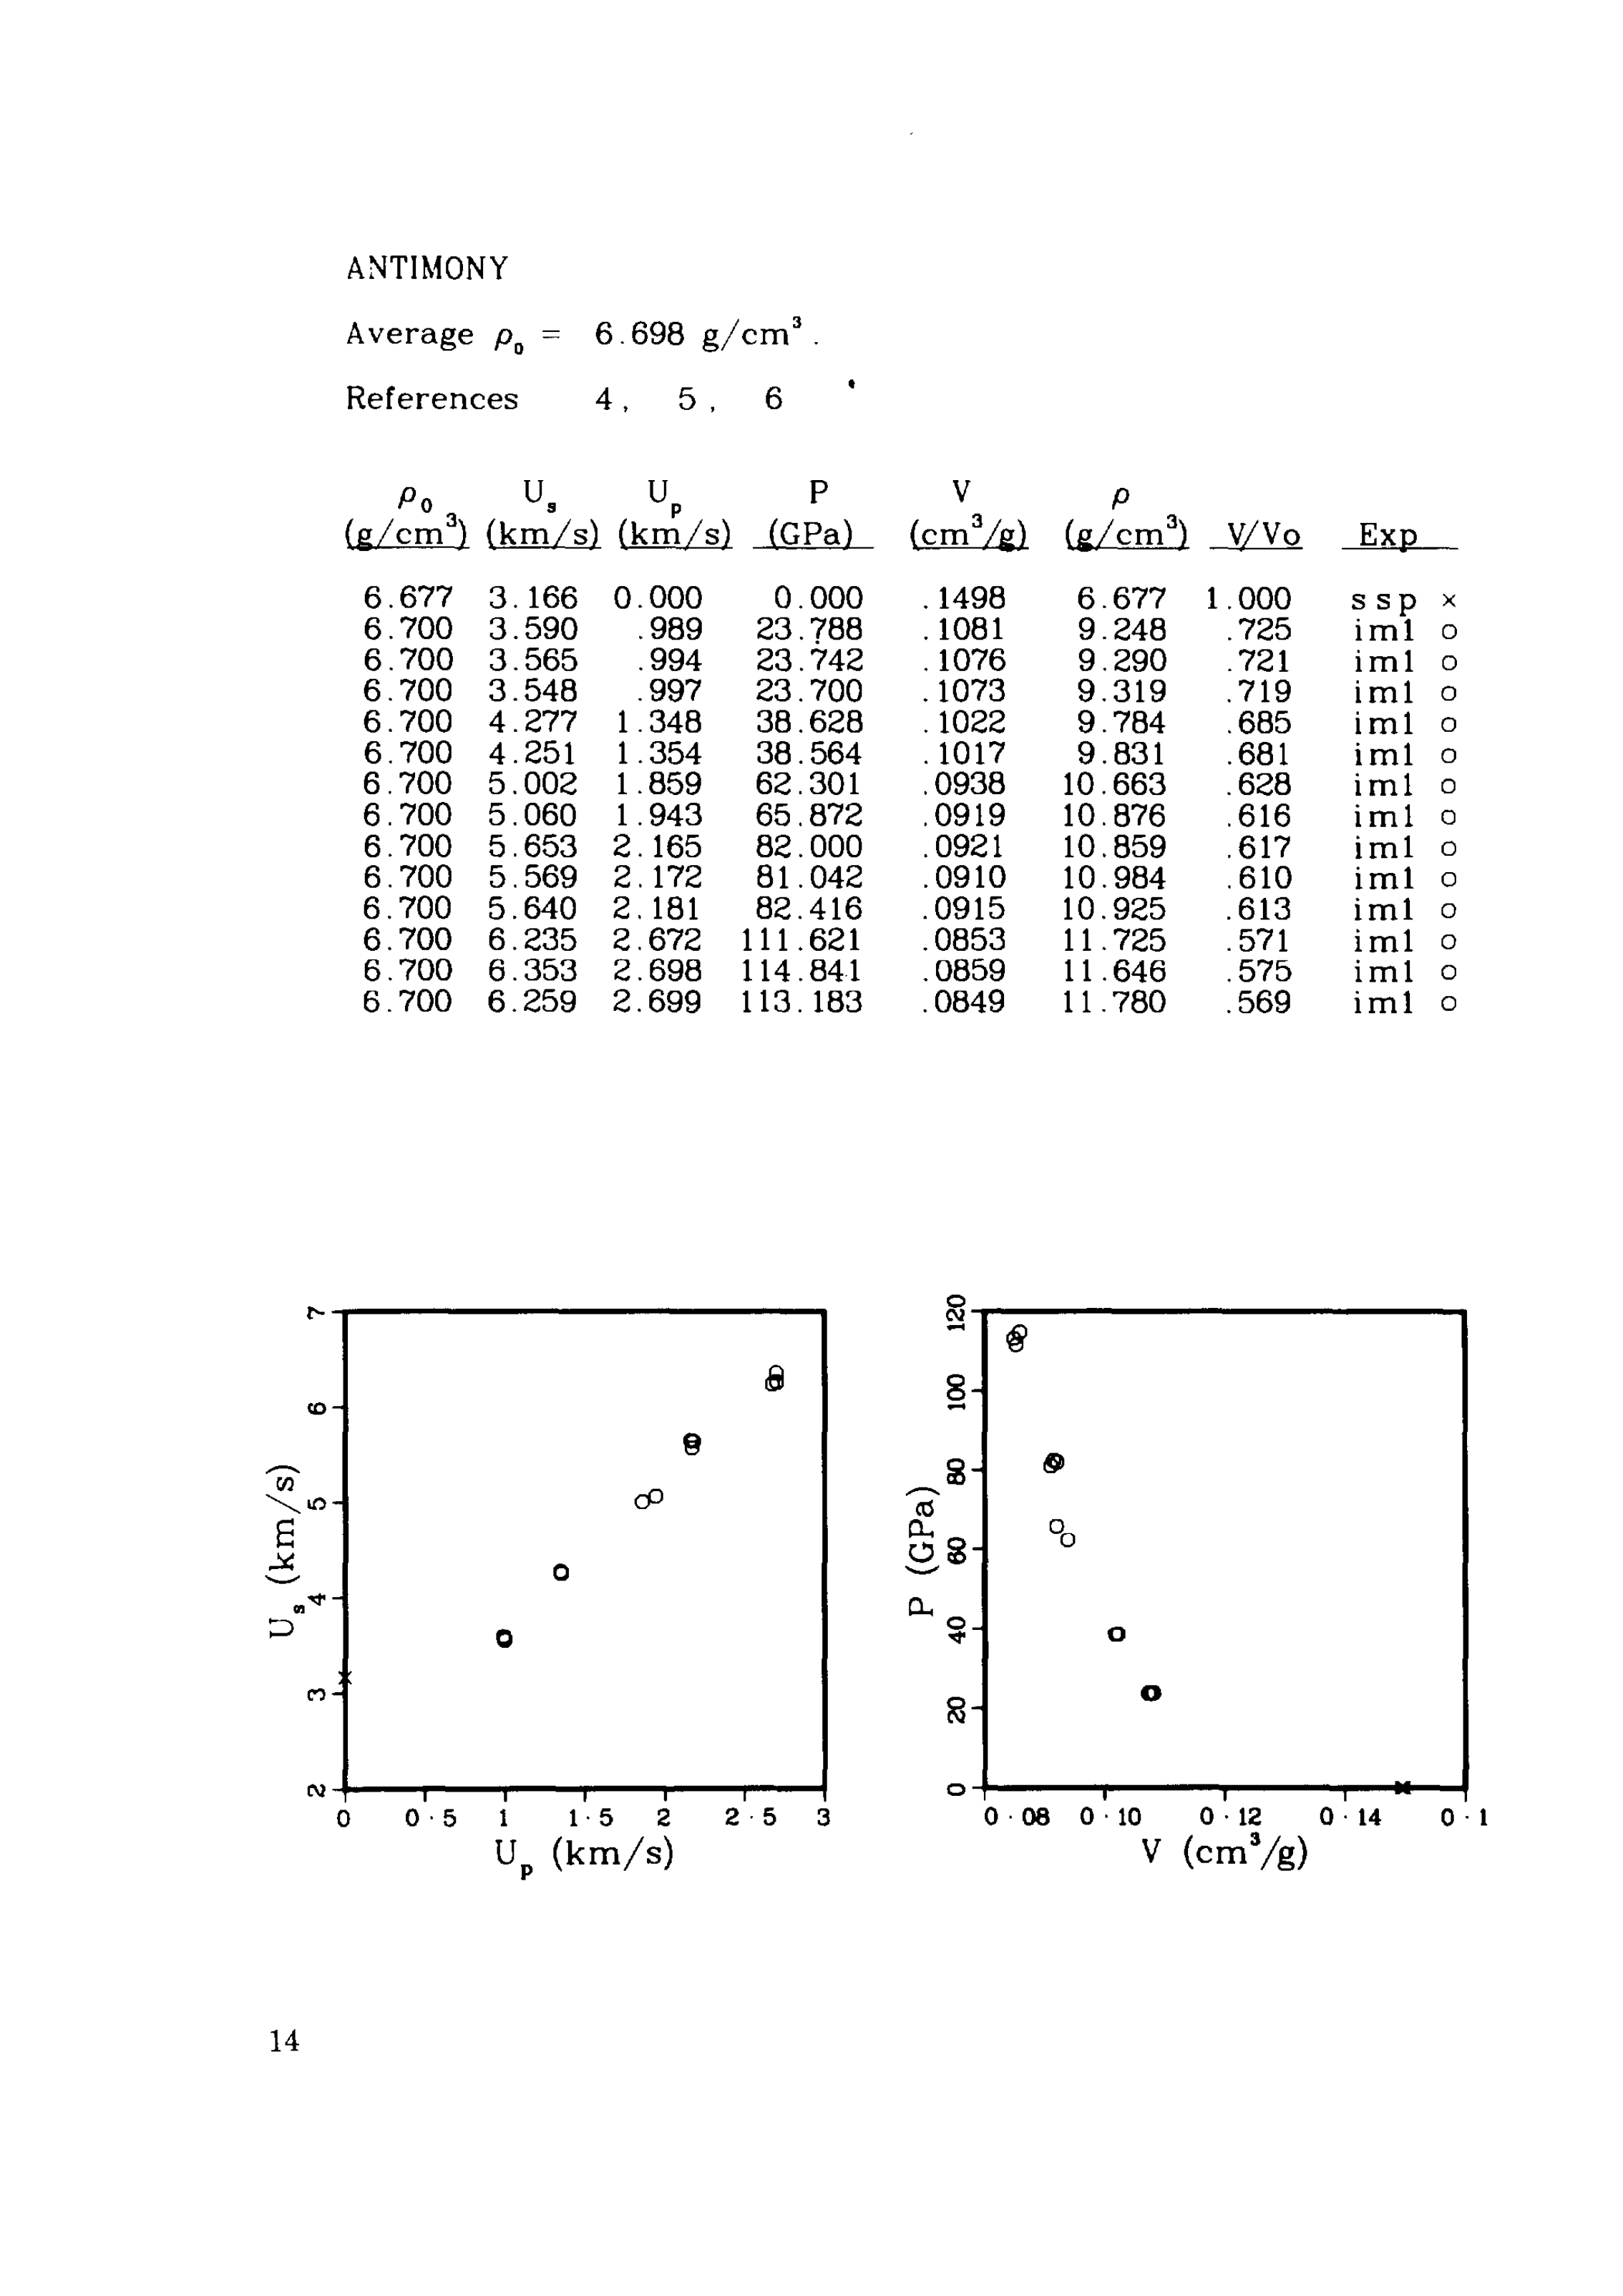 ANTIMONY
Average ρ₀ = 6.698 g/cm³.
References 4, 5, 6
ρ₀ Uₛ Uₚ P V ρ
(g/cm³) (km/s) (km/s) (GPa) (cm³/g) (g/cm³) V/Vo Exp
6.677 3.166 0.000 0.000 .1498 6.677 1.000 ssp ×
6.700 3.590 .989 23.788 .1081 9.248 .725 im1 o
6.700 3.565 .994 23.742 .1076 9.290 .721 im1 o
6.700 3.548 .997 23.700 .1073 9.319 .719 im1 o
6.700 4.277 1.348 38.628 .1022 9.784 .685 im1 o
6.700 4.251 1.354 38.564 .1017 9.831 .681 im1 o
6.700 5.002 1.859 62.301 .0938 10.663 .628 im1 o
6.700 5.060 1.943 65.872 .0919 10.876 .616 im1 o
6.700 5.653 2.165 82.000 .0921 10.859 .617 im1 o
6.700 5.569 2.172 81.042 .0910 10.984 .610 im1 o
6.700 5.640 2.181 82.416 .0915 10.925 .613 im1 o
6.700 6.235 2.672 111.621 .0853 11.725 .571 im1 o
6.700 6.353 2.698 114.841 .0859 11.646 .575 im1 o
6.700 6.259 2.699 113.183 .0849 11.780 .569 im1 o
Uₛ (km/s)
7
6
5
4
3
2
0 0.5 1 1.5 2 2.5 3
Uₚ (km/s)
P (GPa)
120
100
80
60
40
20
0
0.08 0.10 0.12 0.14 0.1
V (cm³/g)
14